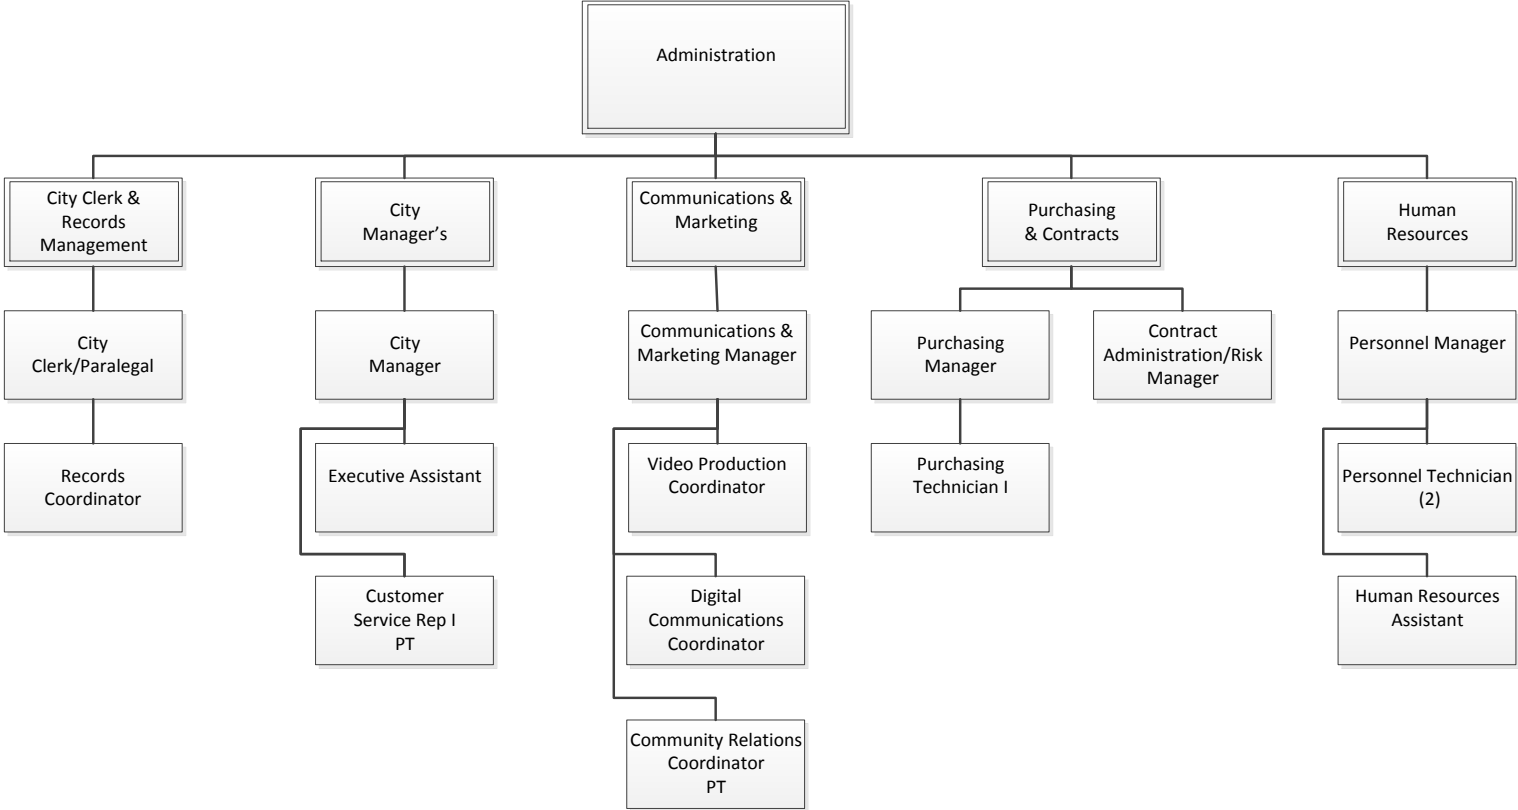 Administration
City Clerk &
Records
Management
City
Manager’s
Communications &
Marketing
Purchasing
& Contracts
Human
Resources
City
Clerk/Paralegal
City
Manager
Communications &
Marketing Manager
Purchasing
Manager
Contract
Administration/Risk
Manager
Personnel Manager
Records
Coordinator
Executive Assistant
Video Production
Coordinator
Purchasing
Technician I
Personnel Technician
(2)
Customer
Service Rep I
PT
Digital
Communications
Coordinator
Human Resources
Assistant
Community Relations
Coordinator
PT